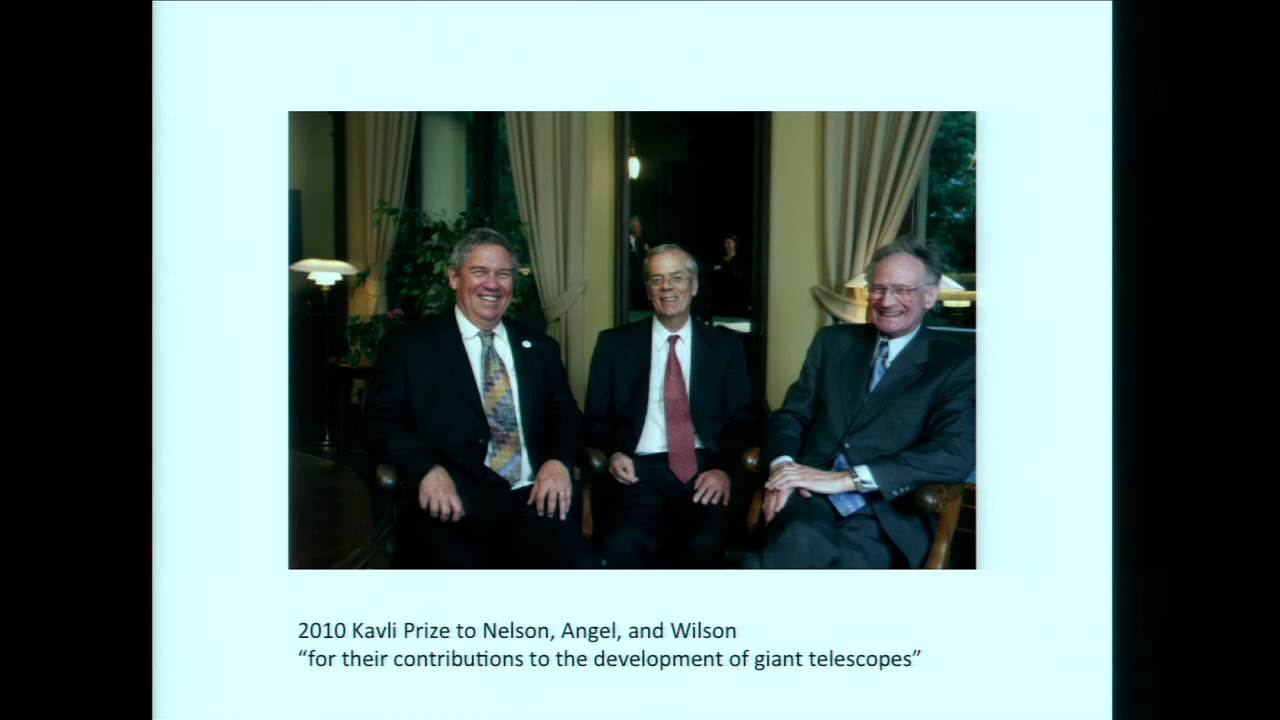 2010 Kavli Prize to Nelson, Angel, and Wilson
“for their contributions to the development of giant telescopes”